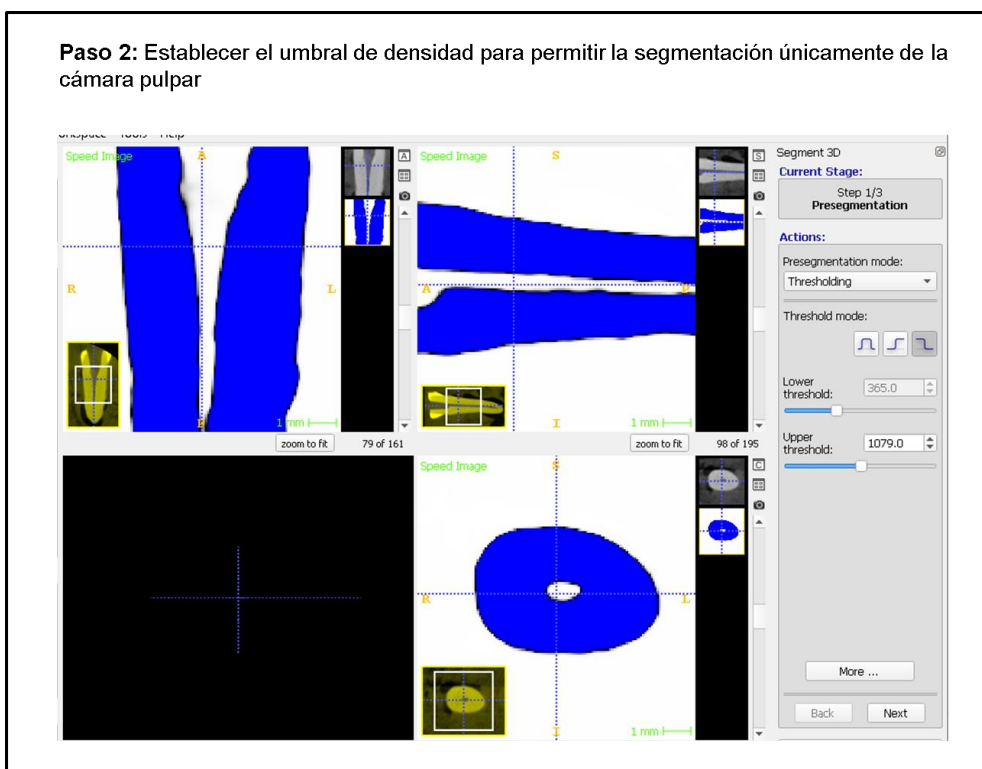 Paso 2: Establecer el umbral de densidad para permitir la segmentación únicamente de la
cámara pulpar
Help
Speed Image
A
R
L
1 mm
zoom to fit
79 of 161
A
Speed Image
S
A
I
1 mm
zoom to fit
98 of 195
S
Speed Image
S
R
L
I
1 mm
C
Segment 3D
Current Stage:
Step 1/3
Presegmentation
Actions:
Presegmentation mode:
Thresholding
Threshold mode:
Lower
threshold:
365.0
Upper
threshold:
1079.0
More ...
Back
Next